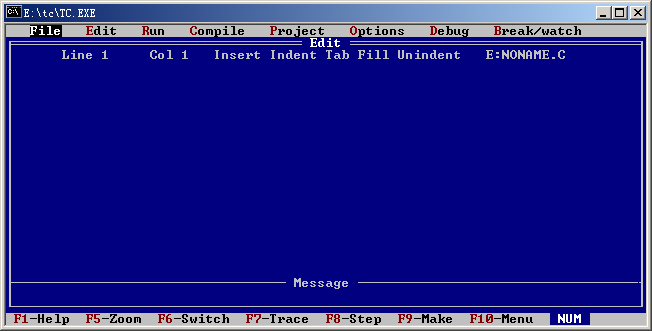 E:\tc\TC.EXE
File Edit Run Compile Project Options Debug Break/watch
Edit
Line 1 Col 1 Insert Indent Tab Fill Unindent E:NONAME.C
Message
F1-Help F5-Zoom F6-Switch F7-Trace F8-Step F9-Make F10-Menu NUM